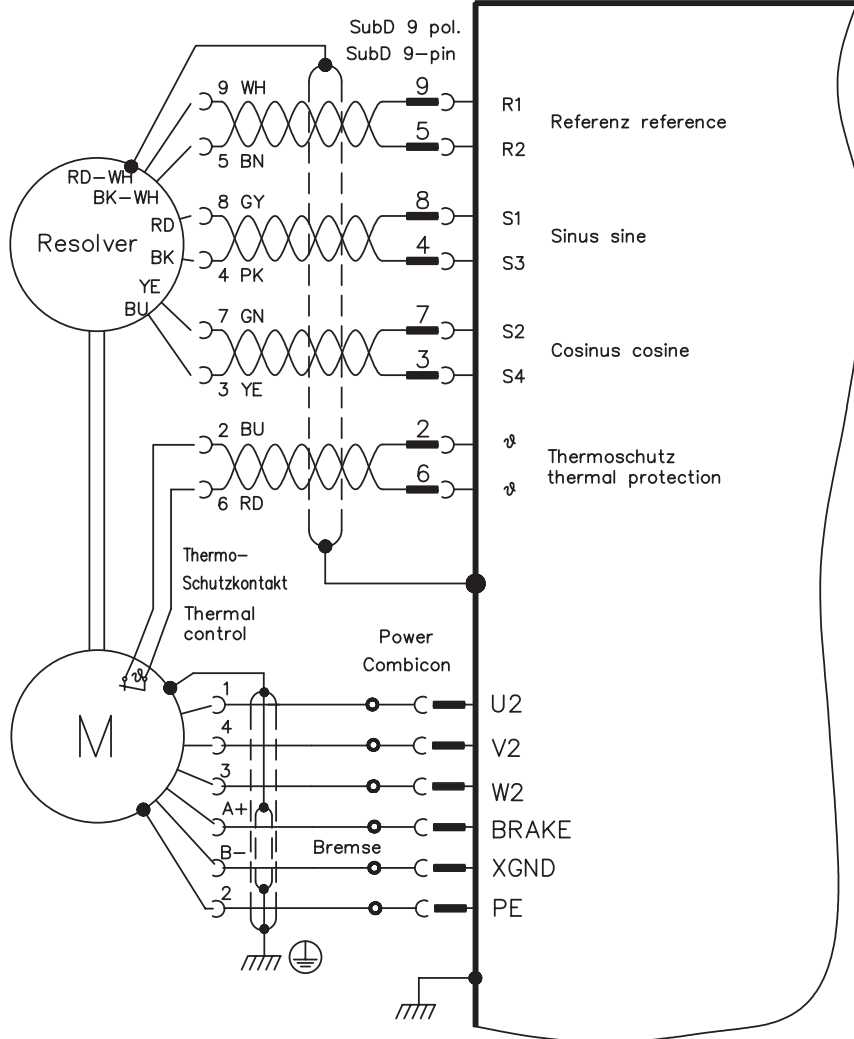 SubD 9 pol.
SubD 9-pin
9 WH
9
R1
Referenz reference
5 BN
5
R2
RD-WH
BK-WH
8 GY
8
S1
Sinus sine
RD
Resolver
BK
4 PK
4
S3
YE
BU
7 GN
7
S2
Cosinus cosine
3 YE
3
S4
2 BU
2
ϑ
Thermoschutz
thermal protection
6 RD
6
ϑ
Thermo-
Schutzkontakt
Thermal
control
Power
Combicon
ϑ
M
1
U2
4
V2
3
W2
A+
BRAKE
B-
Bremse
XGND
2
PE